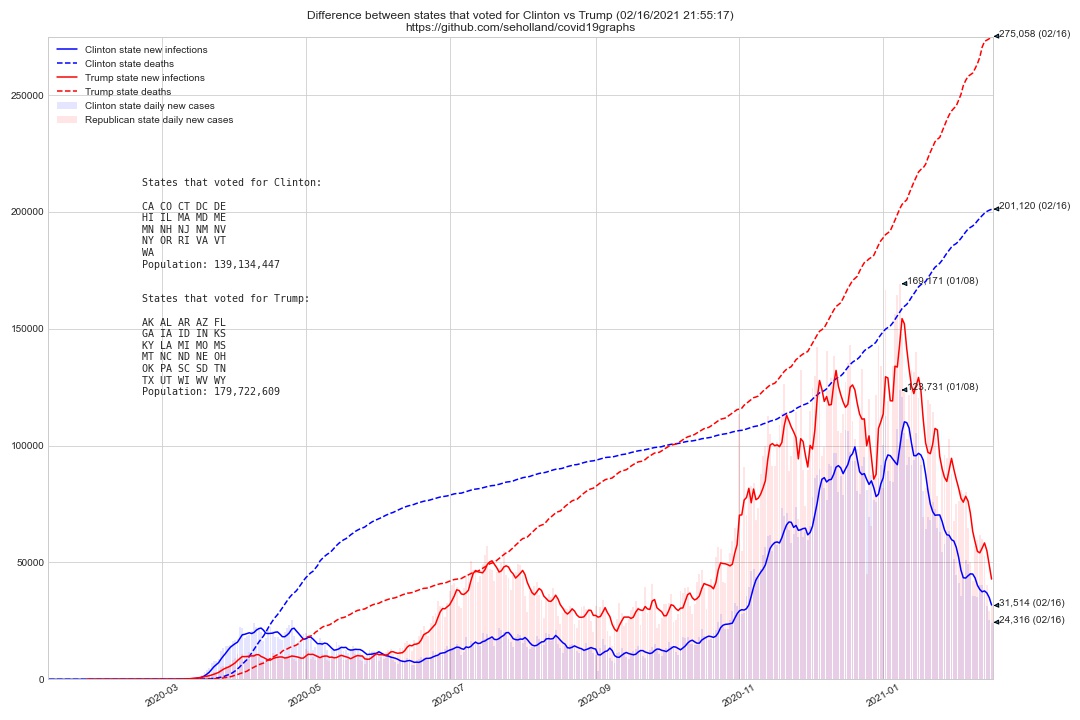 Difference between states that voted for Clinton vs Trump (02/16/2021 21:55:17)
https://github.com/seholland/covid19graphs
Clinton state new infections
Clinton state deaths
Trump state new infections
Trump state deaths
Clinton state daily new cases
Republican state daily new cases
States that voted for Clinton:
CA CO CT DC DE
HI IL MA MD ME
MN NH NJ NM NV
NY OR RI VA VT
WA
Population: 139,134,447
States that voted for Trump:
AK AL AR AZ FL
GA IA ID IN KS
KY LA MI MO MS
MT NC ND NE OH
OK PA SC SD TN
TX UT WI WV WY
Population: 179,722,609
275,058 (02/16)
201,120 (02/16)
169,171 (01/08)
123,731 (01/08)
31,514 (02/16)
24,316 (02/16)
250000
200000
150000
100000
50000
0
2020-03
2020-05
2020-07
2020-09
2020-11
2021-01